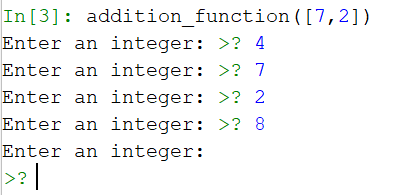 In[3]: addition_function([7,2])
Enter an integer: >? 4
Enter an integer: >? 7
Enter an integer: >? 2
Enter an integer: >? 8
Enter an integer:
>?